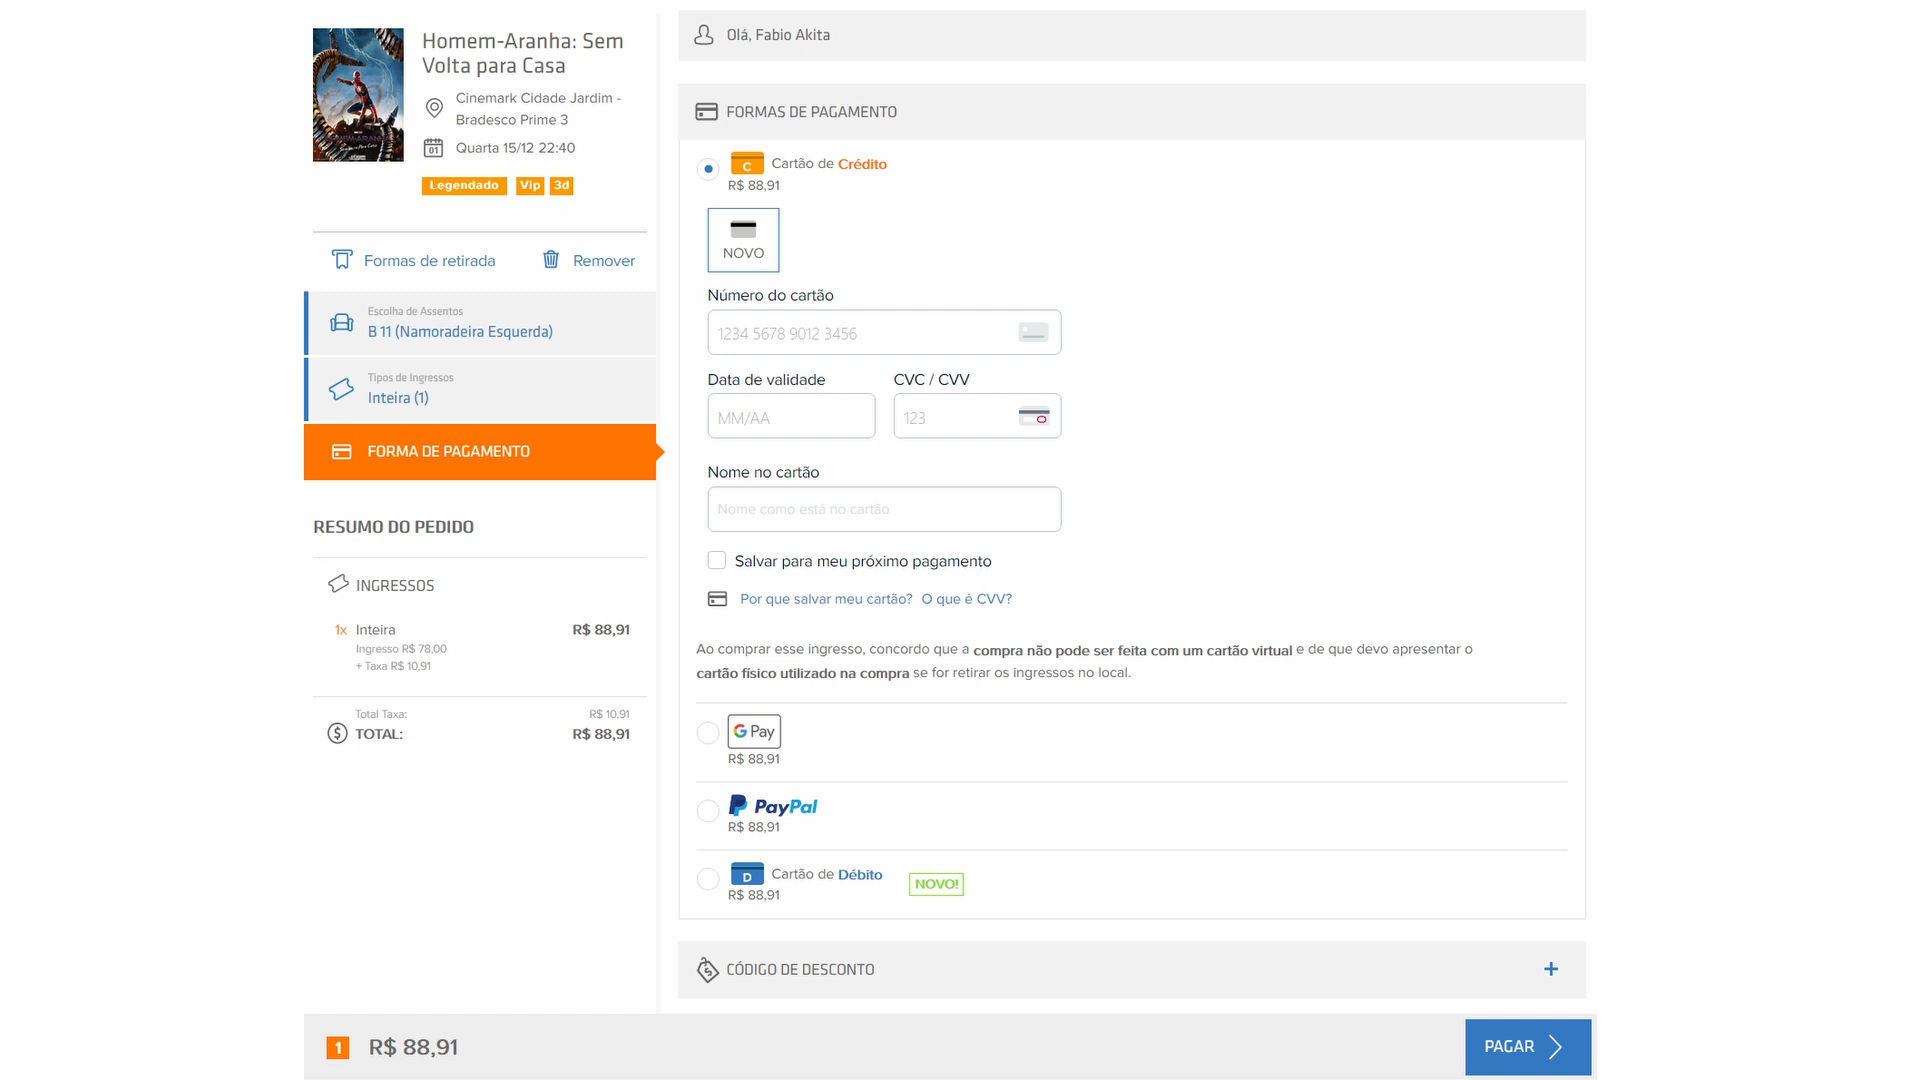 Homem-Aranha: Sem
Volta para Casa
Cinemark Cidade Jardim -
Bradesco Prime 3
01
Quarta 15/12 22:40
Legendado Vip 3d
Formas de retirada Remover
Escolha de Assentos
B 11 (Namoradeira Esquerda)
Tipos de Ingressos
Inteira (1)
FORMA DE PAGAMENTO
RESUMO DO PEDIDO
INGRESSOS
1x Inteira R$ 88,91
Ingresso R$ 78,00
+ Taxa R$ 10,91
Total Taxa: R$ 10,91
$ TOTAL: R$ 88,91
Olá, Fabio Akita
FORMAS DE PAGAMENTO
C Cartão de Crédito
R$ 88,91
NOVO
Número do cartão
1234 5678 9012 3456
Data de validade CVC / CVV
MM/AA 123
Nome no cartão
Nome como está no cartão
Salvar para meu próximo pagamento
Por que salvar meu cartão? O que é CVV?
Ao comprar esse ingresso, concordo que a compra não pode ser feita com um cartão virtual e de que devo apresentar o
cartão físico utilizado na compra se for retirar os ingressos no local.
G Pay
R$ 88,91
PayPal
R$ 88,91
D Cartão de Débito NOVO!
R$ 88,91
$ CÓDIGO DE DESCONTO +
1 R$ 88,91
PAGAR